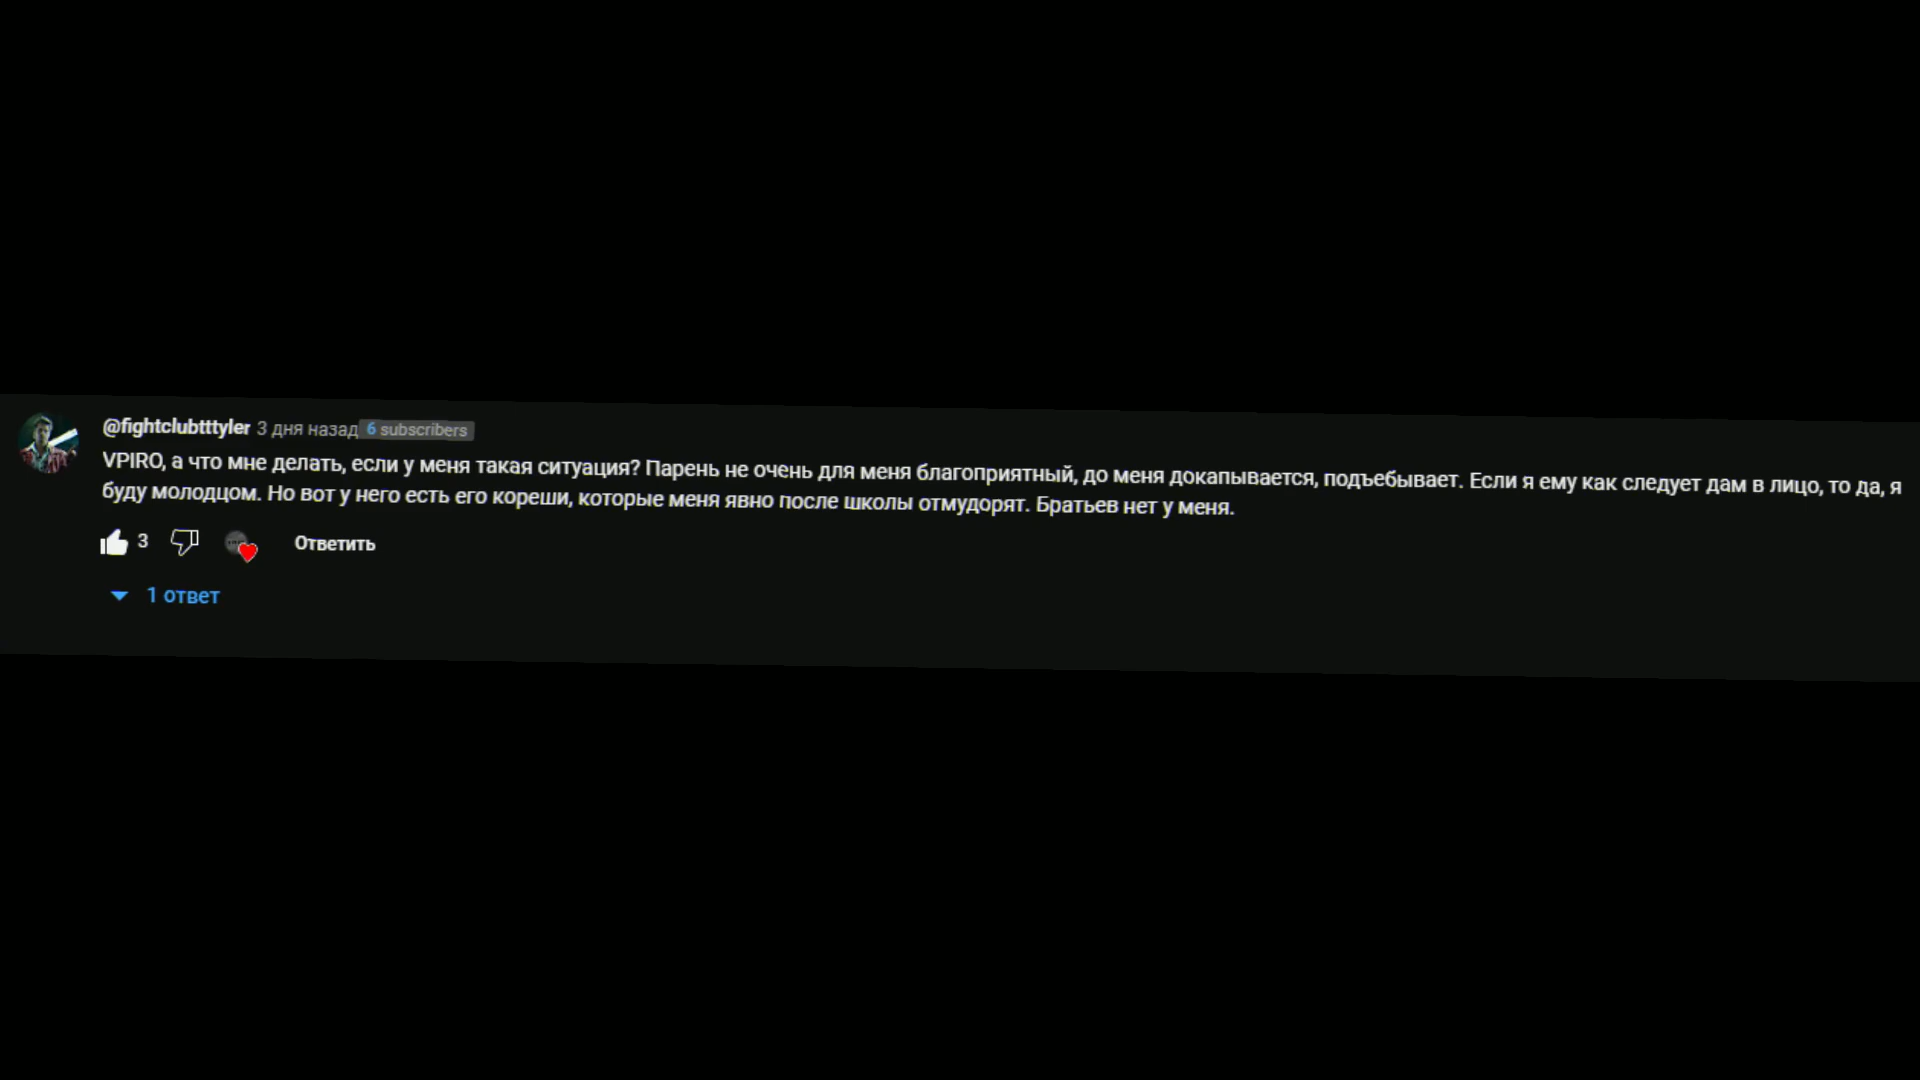 @fightclubtttyler 3 дня назад 6 subscribers
VPIRO, а что мне делать, если у меня такая ситуация? Парень не очень для меня благоприятный, до меня докапывается, подъебывает. Если я ему как следует дам в лицо, то да, я
буду молодцом. Но вот у него есть его кореши, которые меня явно после школы отмудорят. Братьев нет у меня.
3 Ответить
1 ответ